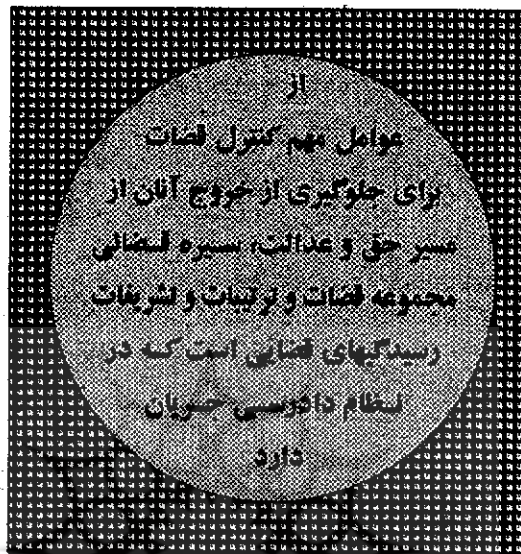 از
عوامل مهم کنترل قضات
برای جلوگیری از خروج آنان از
مسیر حق و عدالت، سیره قضائی
مجموعه قضات و ترتیبات و تشریفات
رسیدگیهای قضایی است که در
نظام دادرسی جریان
دارد